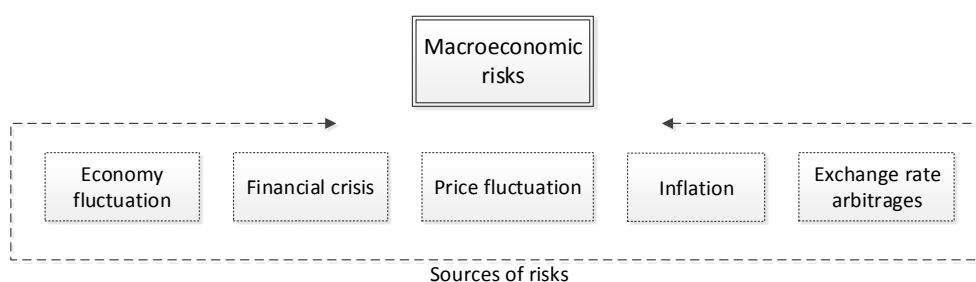 Macroeconomic
risks
Economy
fluctuation
Financial crisis
Price fluctuation
Inflation
Exchange rate
arbitrages
Sources of risks